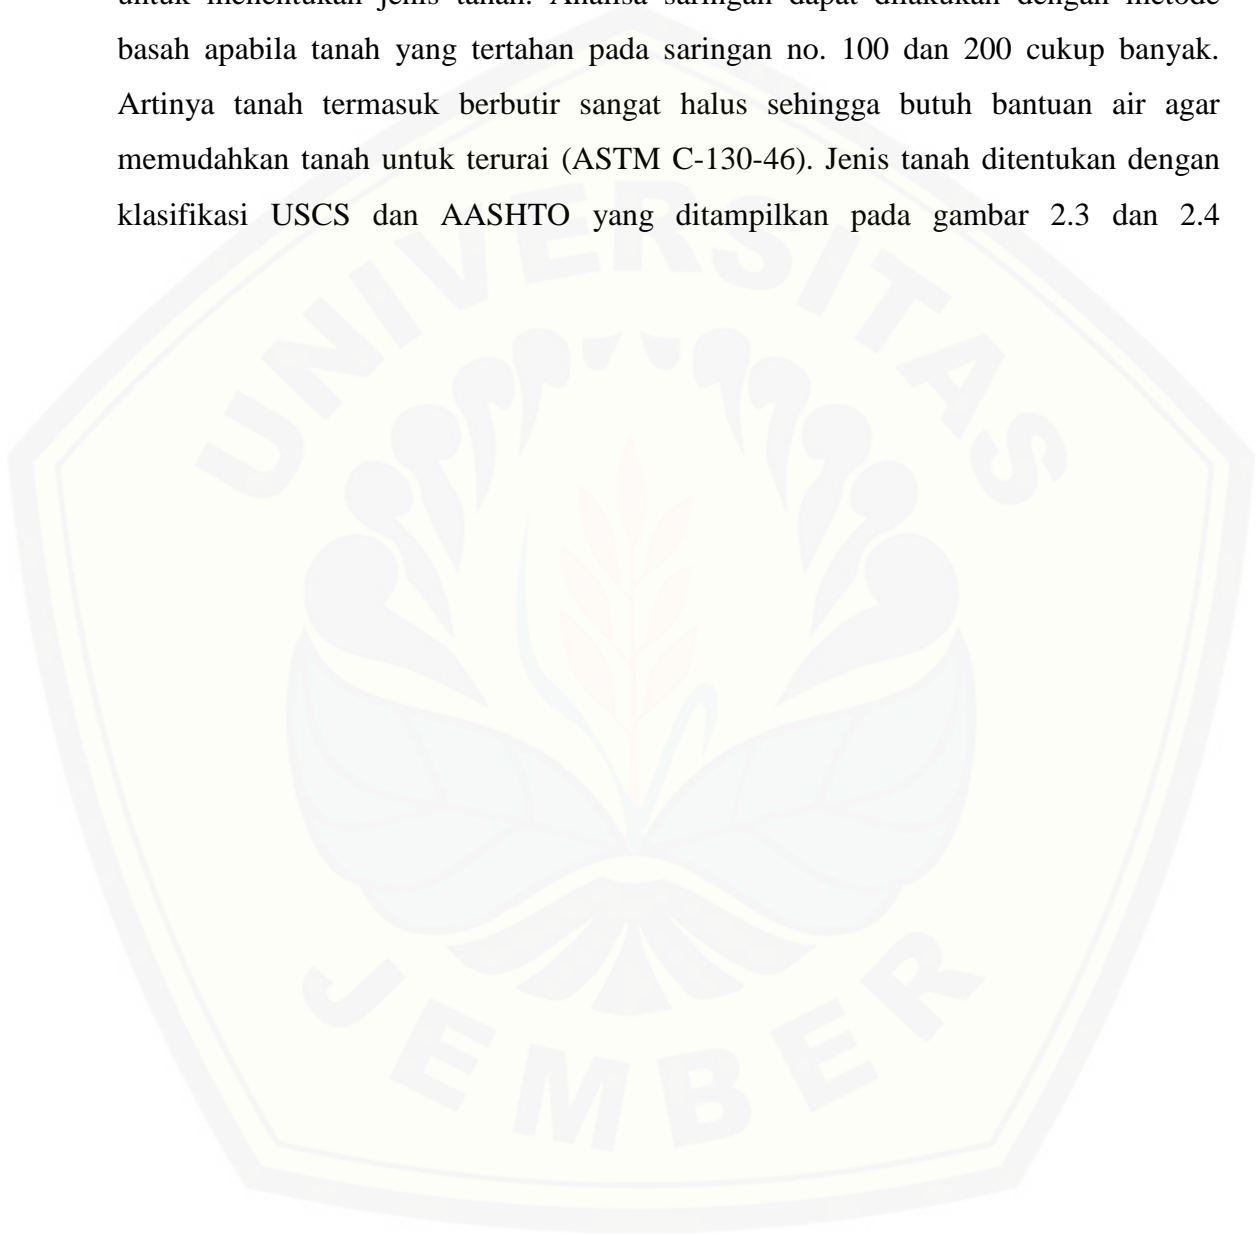 untuk menentukan jenis tanah. Analisa saringan dapat dilakukan dengan metode
basah apabila tanah yang tertahan pada saringan no. 100 dan 200 cukup banyak.
Artinya tanah termasuk berbutir sangat halus sehingga butuh bantuan air agar
memudahkan tanah untuk terurai (ASTM C-130-46). Jenis tanah ditentukan dengan
klasifikasi USCS dan AASHTO yang ditampilkan pada gambar 2.3 dan 2.4
UNIVERSITAS
JEMBER